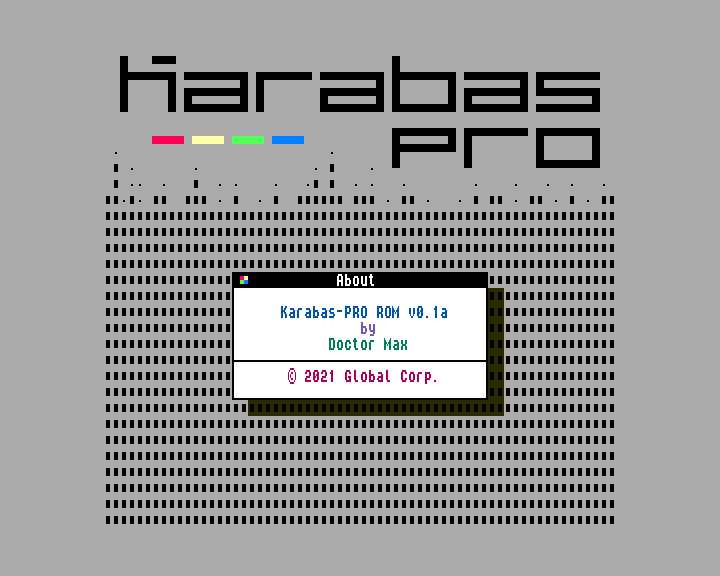 karabas
pro
About
Karabas-PRO ROM v0.1a
by
Doctor Max
© 2021 Global Corp.